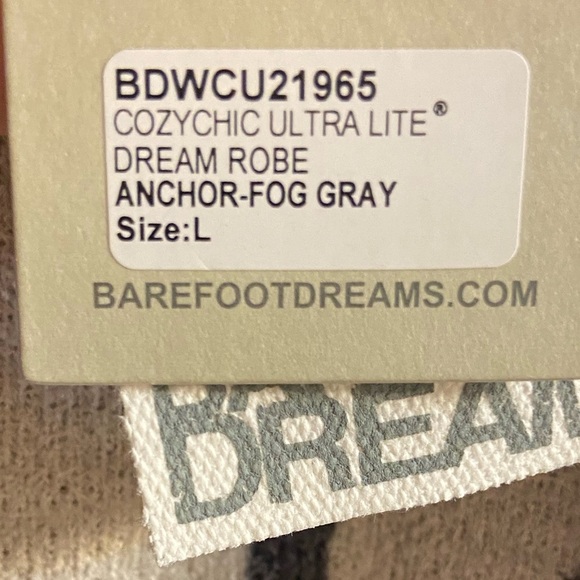 BDWCU21965
COZYCHIC ULTRA LITE®
DREAM ROBE
ANCHOR-FOG GRAY
Size:L
BAREFOOTDREAMS.COM
DREAM